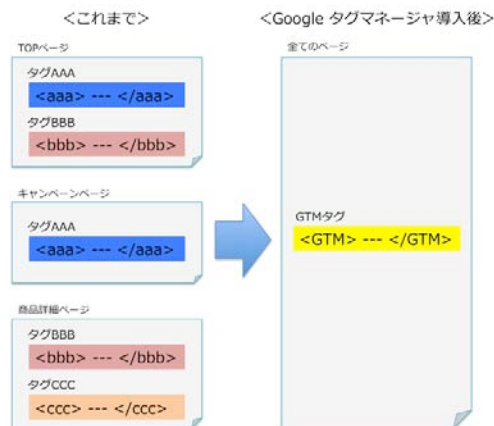 <これまで>
TOPページ
タグAAA
<aaa> --- </aaa>
タグBBB
<bbb> --- </bbb>
キャンペーンページ
タグAAA
<aaa> --- </aaa>
商品詳細ページ
タグBBB
<bbb> --- </bbb>
タグCCC
<ccc> --- </ccc>
<Google タグマネージャ導入後>
全てのページ
GTMタグ
<GTM> --- </GTM>